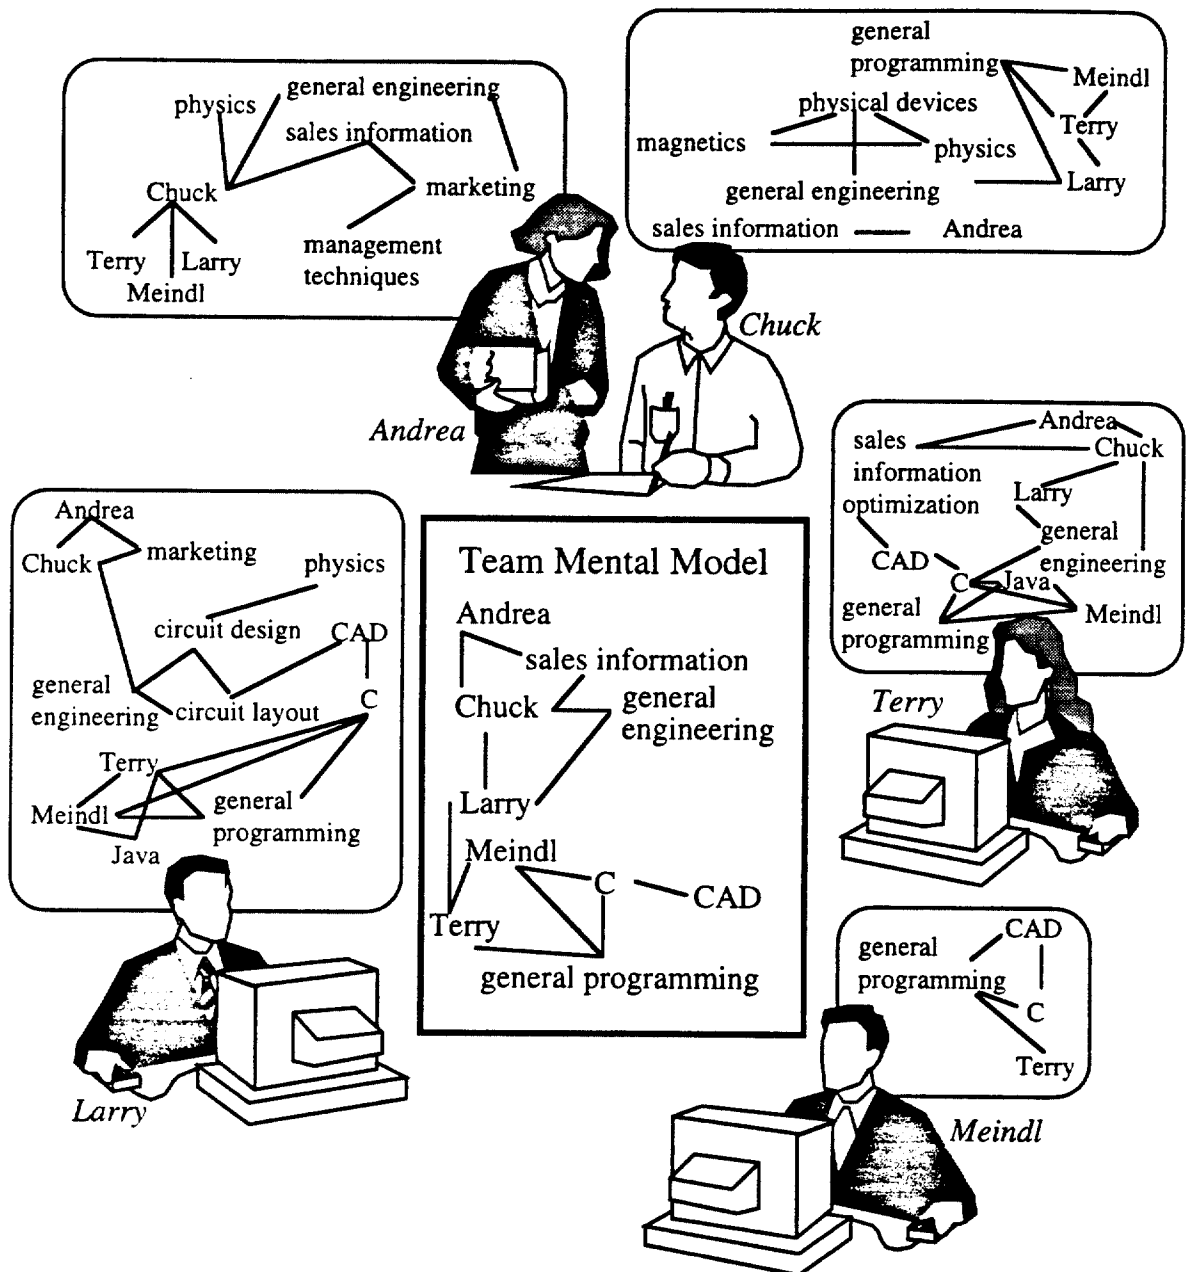 physics
general engineering
sales information
Chuck
marketing
Terry
Larry
Meindl
management
techniques
general
programming
Meindl
physical devices
Terry
magnetics
physics
Larry
general engineering
sales information
Andrea
Chuck
Andrea
Andrea
sales
Chuck
information
Larry
optimization
general
engineering
CAD
C
Java
general
programming
Meindl
Terry
Andrea
Chuck
marketing
physics
circuit design
CAD
general
engineering
circuit layout
C
Terry
Meindl
general
programming
Java
Larry
Team Mental Model
Andrea
sales information
Chuck
general
engineering
Larry
Meindl
C
CAD
Terry
general programming
CAD
general
programming
C
Terry
Meindl